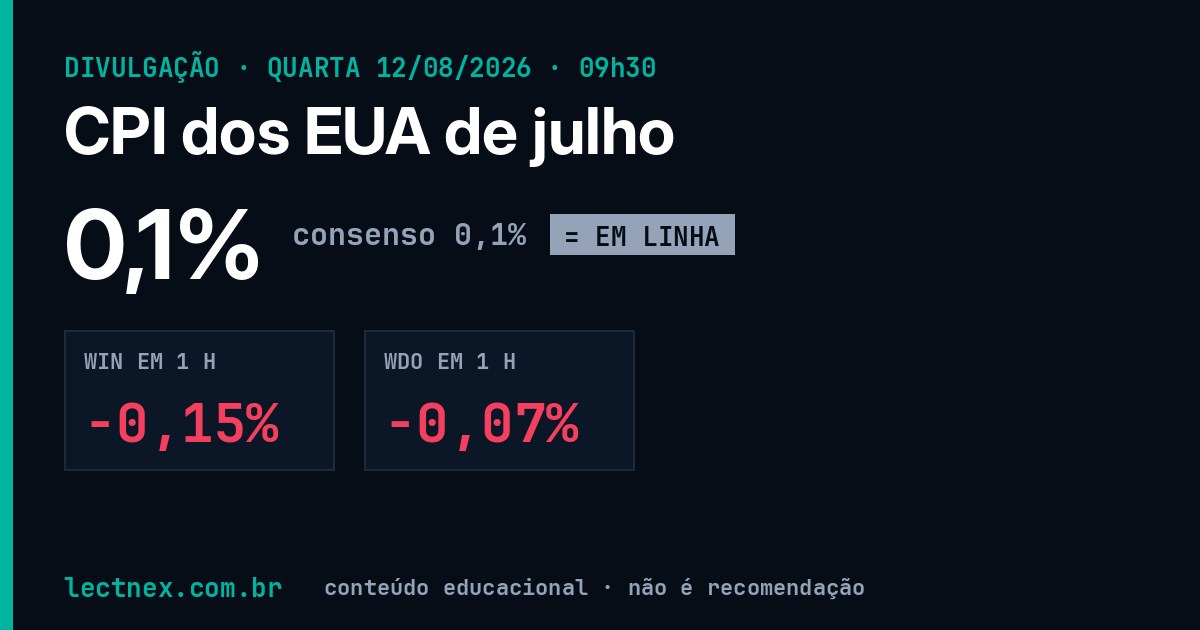 DIVULGAÇÃO · QUARTA 12/08/2026 · 09h30
CPI dos EUA de julho
0,1% consenso 0,1% = EM LINHA
WIN EM 1 H WDO EM 1 H
-0,15% -0,07%
lectnex.com.br conteúdo educacional · não é recomendação